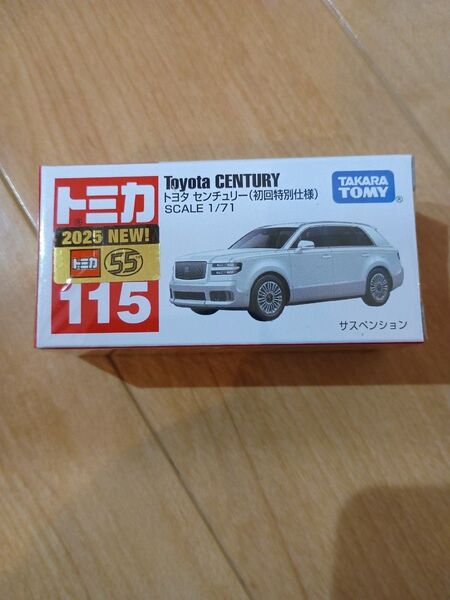 トミカ
2025 NEW!
トミカ 55
115
Toyota CENTURY
トヨタ センチュリー(初回特別仕様)
SCALE 1/71
TAKARA
TOMY®
サスペンション